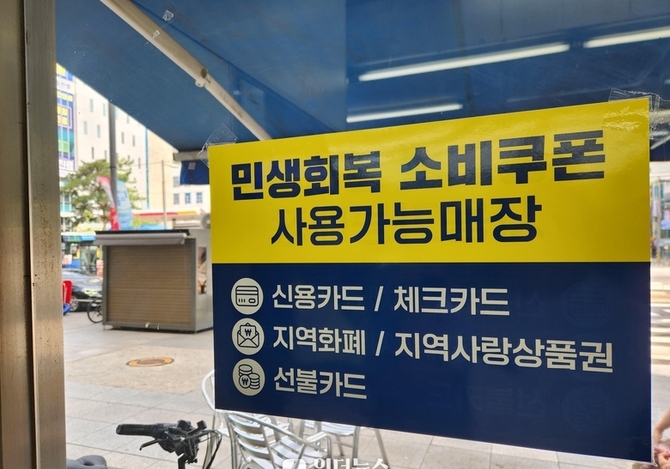 민생회복 소비쿠폰
사용가능매장
신용카드 / 체크카드
지역화폐 / 지역사랑상품권
선불카드